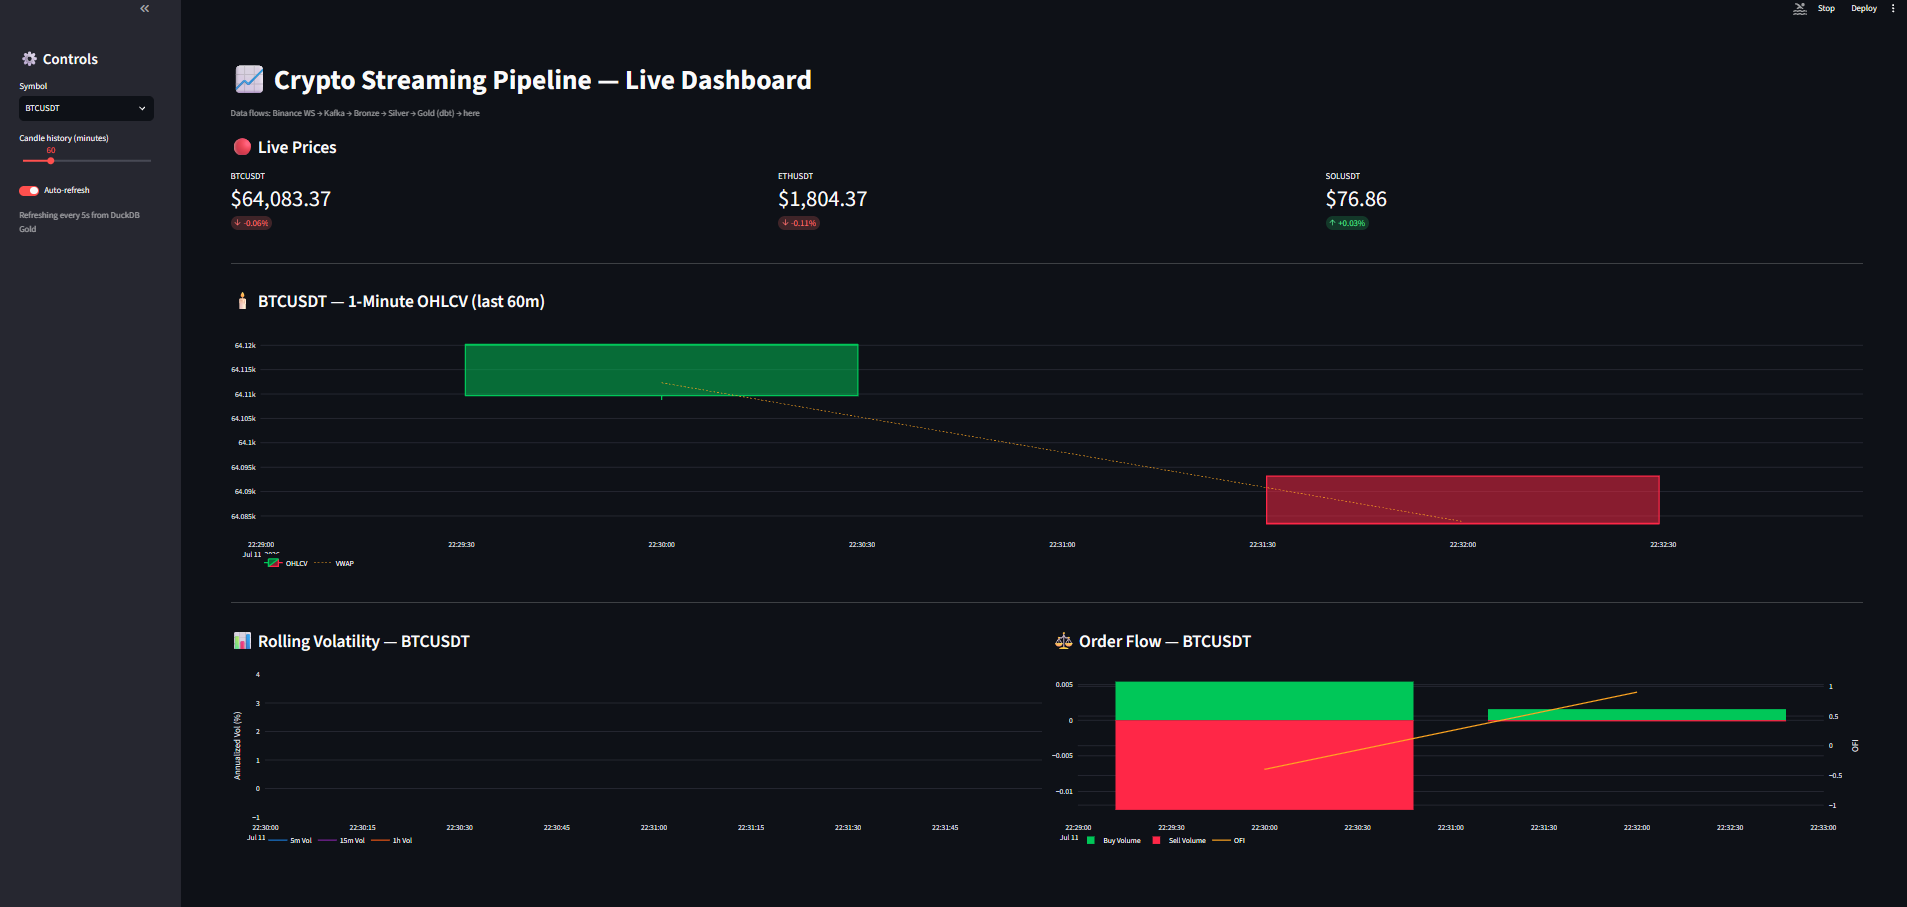 Stop Deploy
Controls
Symbol
BTCUSDT
Candle history (minutes)
60
Auto-refresh
Refreshing every 5s from DuckDB
Gold
Crypto Streaming Pipeline — Live Dashboard
Data flows: Binance WS → Kafka → Bronze → Silver → Gold (dbt) → here
Live Prices
BTCUSDT ETHUSDT SOLUSDT
$64,083.37 $1,804.37 $76.86
↓ -0.06% ↓ -0.11% ↑ +0.03%
BTCUSDT — 1-Minute OHLCV (last 60m)
64.12k
64.115k
64.11k
64.105k
64.1k
64.095k
64.09k
64.085k
22:29:00 22:29:30 22:30:00 22:30:30 22:31:00 22:31:30 22:32:00 22:32:30
Jul 11
OHLCV VWAP
Rolling Volatility — BTCUSDT
4
3
2
1
0
−1
Annualized Vol (%)
22:30:00 22:30:15 22:30:30 22:30:45 22:31:00 22:31:15 22:31:30 22:31:45
Jul 11
5m Vol 15m Vol 1h Vol
Order Flow — BTCUSDT
0.005
0
−0.005
−0.01
1
0.5
0
−0.5
−1
OFI
22:29:00 22:29:30 22:30:00 22:30:30 22:31:00 22:31:30 22:32:00 22:32:30 22:33:00
Jul 11
Buy Volume Sell Volume OFI